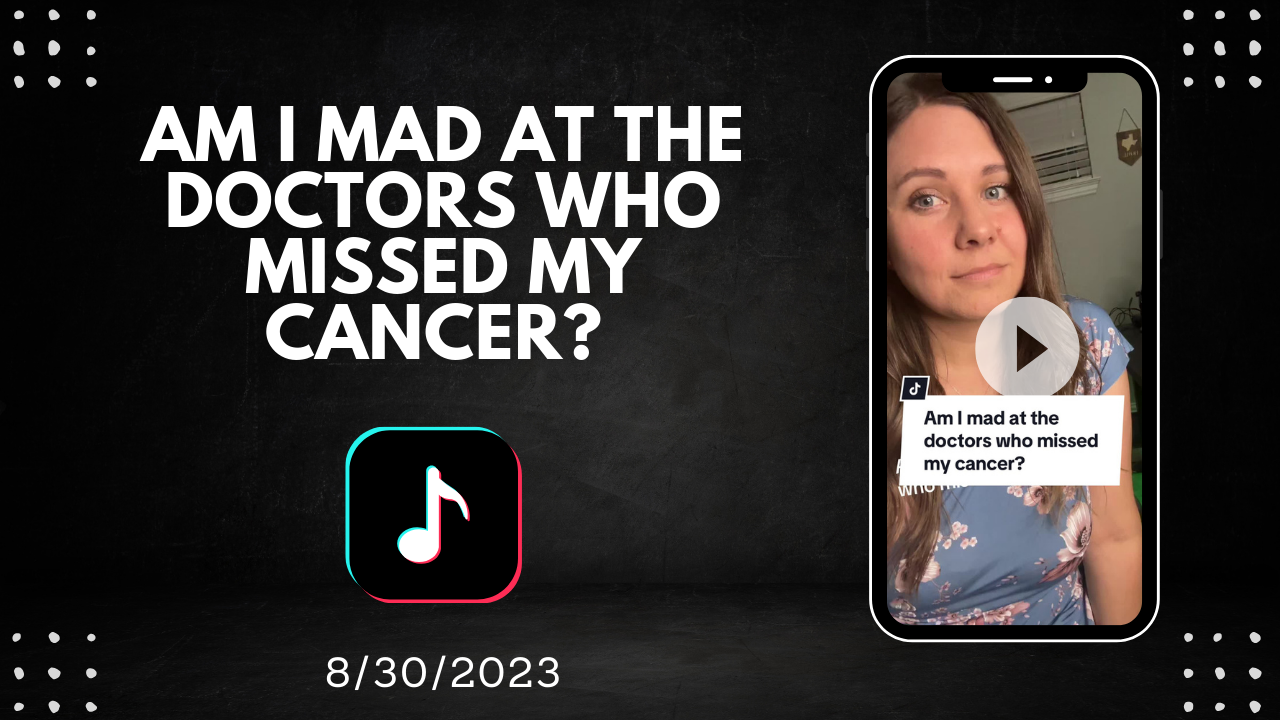 AM I MAD AT THE
DOCTORS WHO
MISSED MY
CANCER?
8/30/2023
Am I mad at the
doctors who missed
my cancer?
who